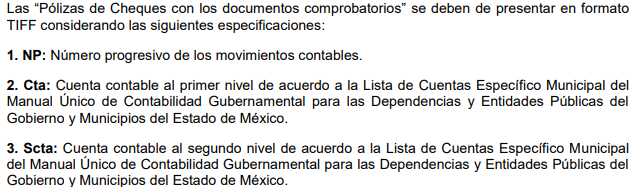 Las “Pólizas de Cheques con los documentos comprobatorios” se deben de presentar en formato
TIFF considerando las siguientes especificaciones:
1. NP: Número progresivo de los movimientos contables.
2. Cta: Cuenta contable al primer nivel de acuerdo a la Lista de Cuentas Específico Municipal del
Manual Único de Contabilidad Gubernamental para las Dependencias y Entidades Públicas del
Gobierno y Municipios del Estado de México.
3. Scta: Cuenta contable al segundo nivel de acuerdo a la Lista de Cuentas Específico Municipal
del Manual Único de Contabilidad Gubernamental para las Dependencias y Entidades Públicas del
Gobierno y Municipios del Estado de México.